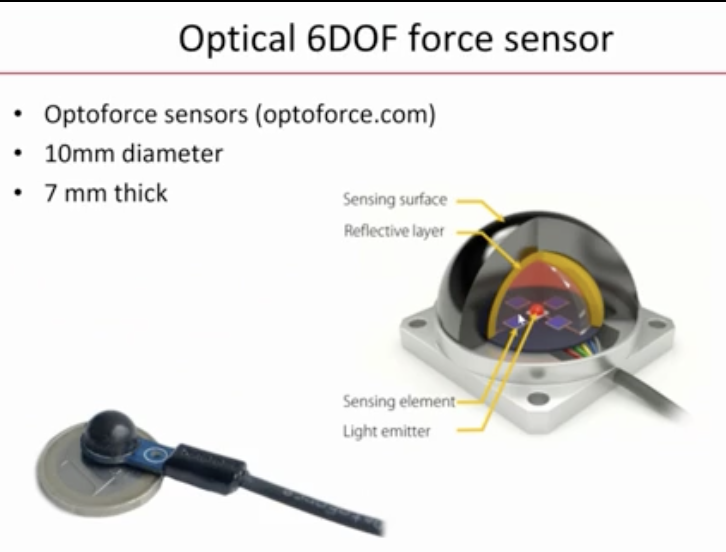 Optical 6DOF force sensor
• Optoforce sensors (optoforce.com)
• 10mm diameter
• 7 mm thick
Sensing surface
Reflective layer
Sensing element
Light emitter